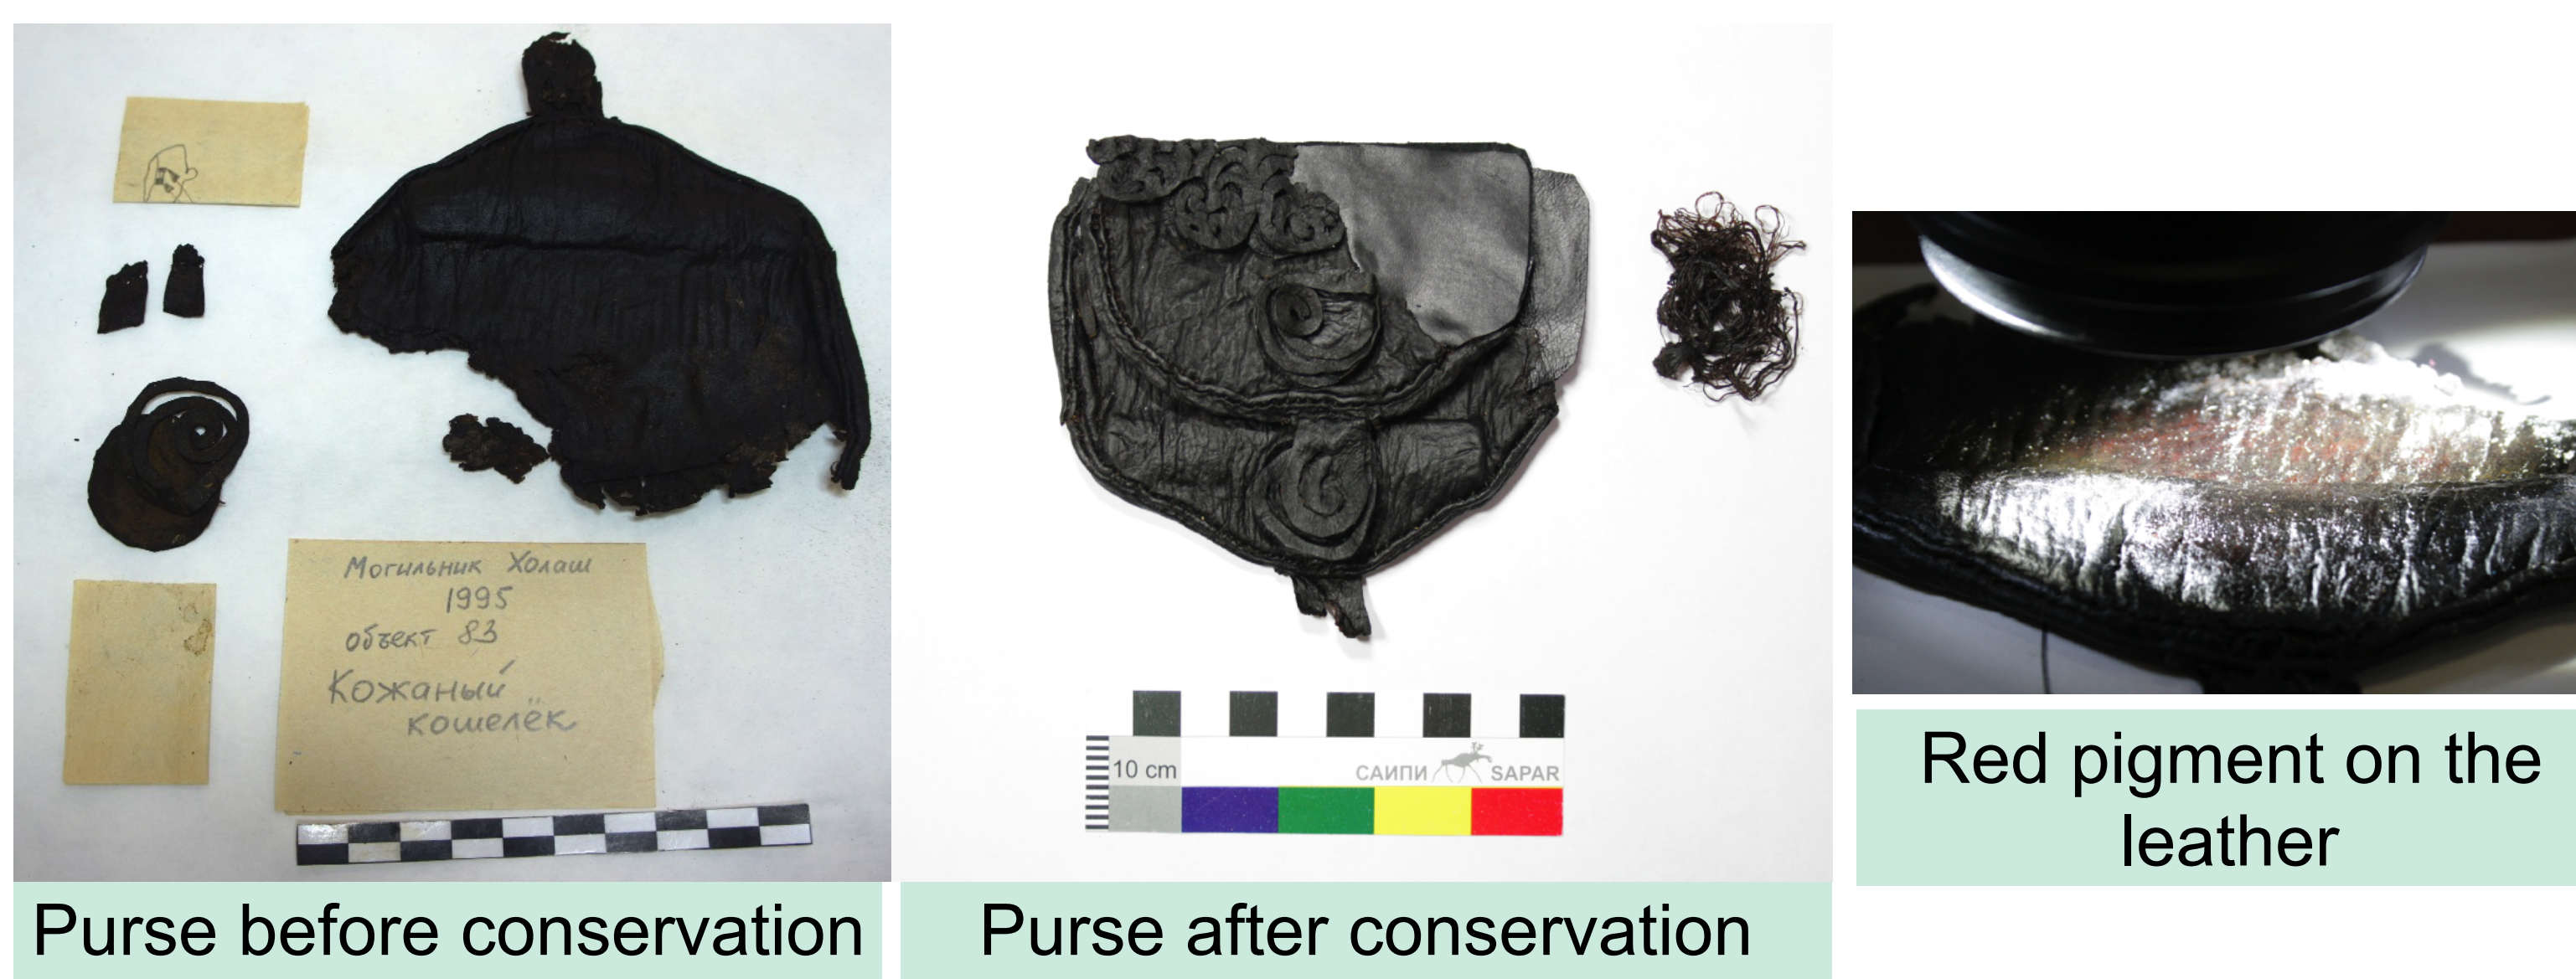 Могильник Холаш
1995
объект 83
Кожаный
кошелёк
10 cm
САИПИ SAPAR
Purse before conservation
Purse after conservation
Red pigment on the
leather